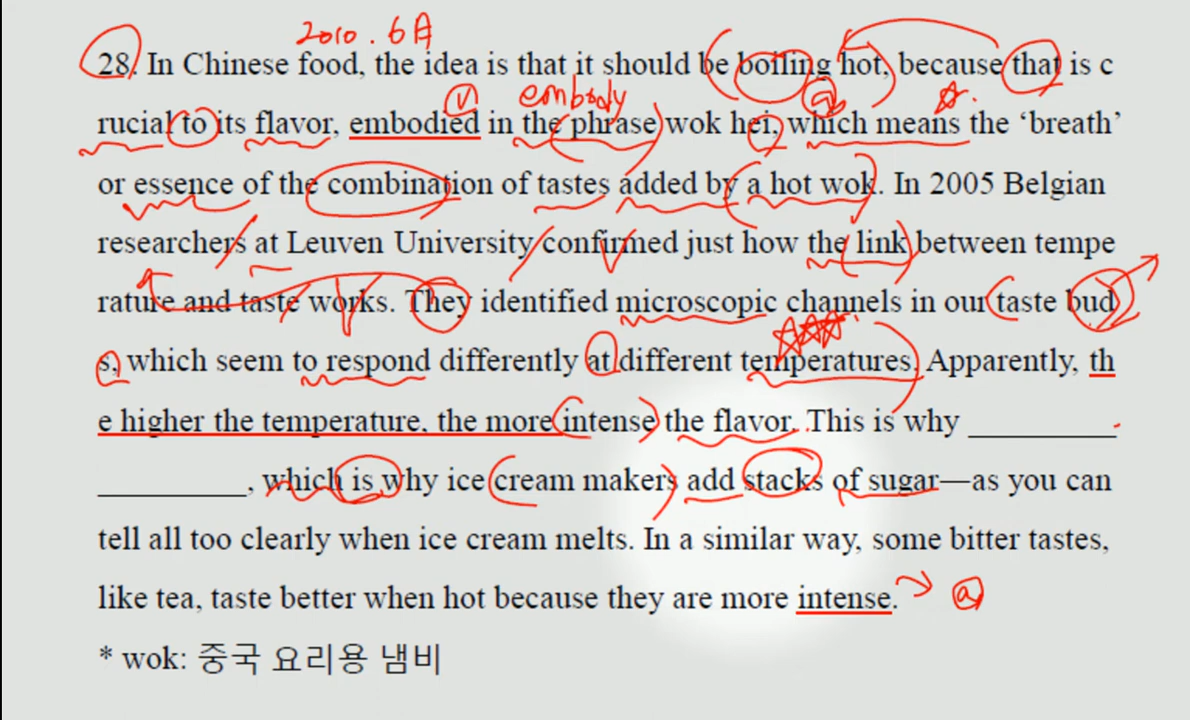 2010. 6月
28. In Chinese food, the idea is that it should be boiling hot, because that is c
embody
rucial to its flavor, embodied in the phrase wok hei, which means the ‘breath’
or essence of the combination of tastes added by a hot wok. In 2005 Belgian
researchers at Leuven University confirmed just how the link between tempe
rature and taste works. They identified microscopic channels in our taste bud
s, which seem to respond differently at different temperatures. Apparently, th
e higher the temperature, the more intense the flavor. This is why __________
__________, which is why ice cream makers add stacks of sugar—as you can
tell all too clearly when ice cream melts. In a similar way, some bitter tastes,
like tea, taste better when hot because they are more intense.
* wok: 중국 요리용 냄비